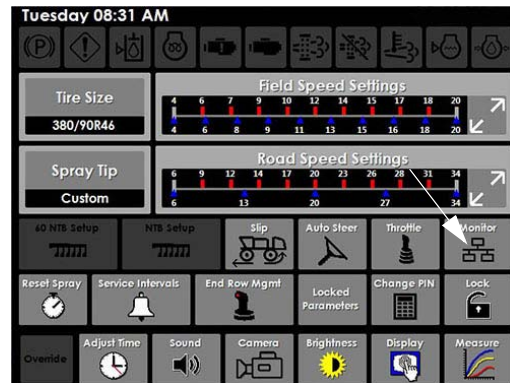 Tuesday 08:31 AM
Tire Size
380/90R46
Field Speed Settings
4 6 7 9 10 12 14 15 17 18 20
4 6 8 9 11 13 15 16 18 20
Spray Tip
Custom
Road Speed Settings
6 9 12 14 17 20 23 26 28 31 34
6 13 20 27 34
60 NTB Setup
NTB Setup
Slip
Auto Steer
Throttle
Monitor
Reset Spray
Service Intervals
End Row Mgmt
Locked
Parameters
Change PIN
Lock
Override
Adjust Time
Sound
Camera
Brightness
Display
Measure